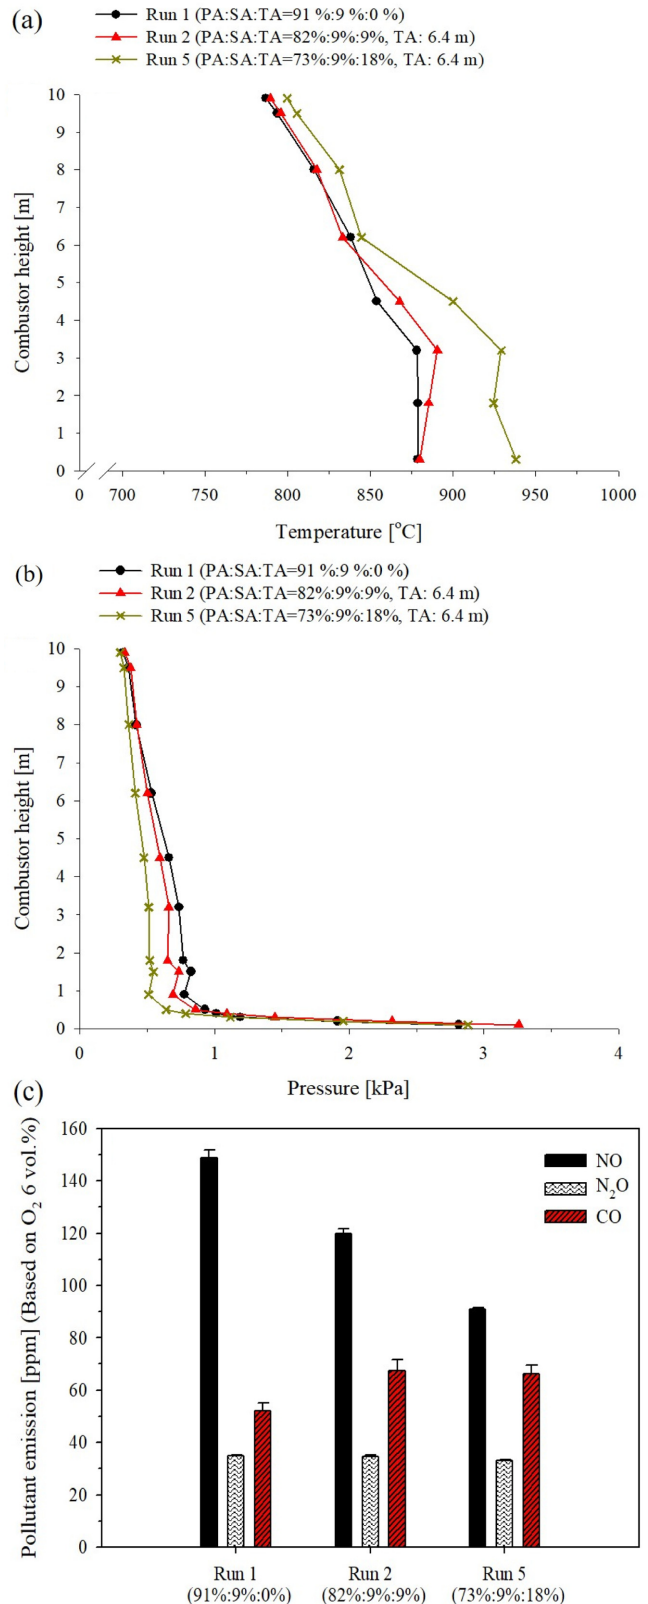 (a)
Run 1 (PA:SA:TA=91 %:9 %:0 %)
Run 2 (PA:SA:TA=82%:9%:9%, TA: 6.4 m)
Run 5 (PA:SA:TA=73%:9%:18%, TA: 6.4 m)
10
9
8
7
6
5
4
3
2
1
0
Combustor height [m]
0 700 750 800 850 900 950 1000
Temperature [°C]
(b)
Run 1 (PA:SA:TA=91 %:9 %:0 %)
Run 2 (PA:SA:TA=82%:9%:9%, TA: 6.4 m)
Run 5 (PA:SA:TA=73%:9%:18%, TA: 6.4 m)
10
9
8
7
6
5
4
3
2
1
0
Combustor height [m]
0 1 2 3 4
Pressure [kPa]
(c)
160
140
120
100
80
60
40
20
0
Pollutant emission [ppm] (Based on O₂ 6 vol.%)
NO
N₂O
CO
Run 1 Run 2 Run 5
(91%:9%:0%) (82%:9%:9%) (73%:9%:18%)